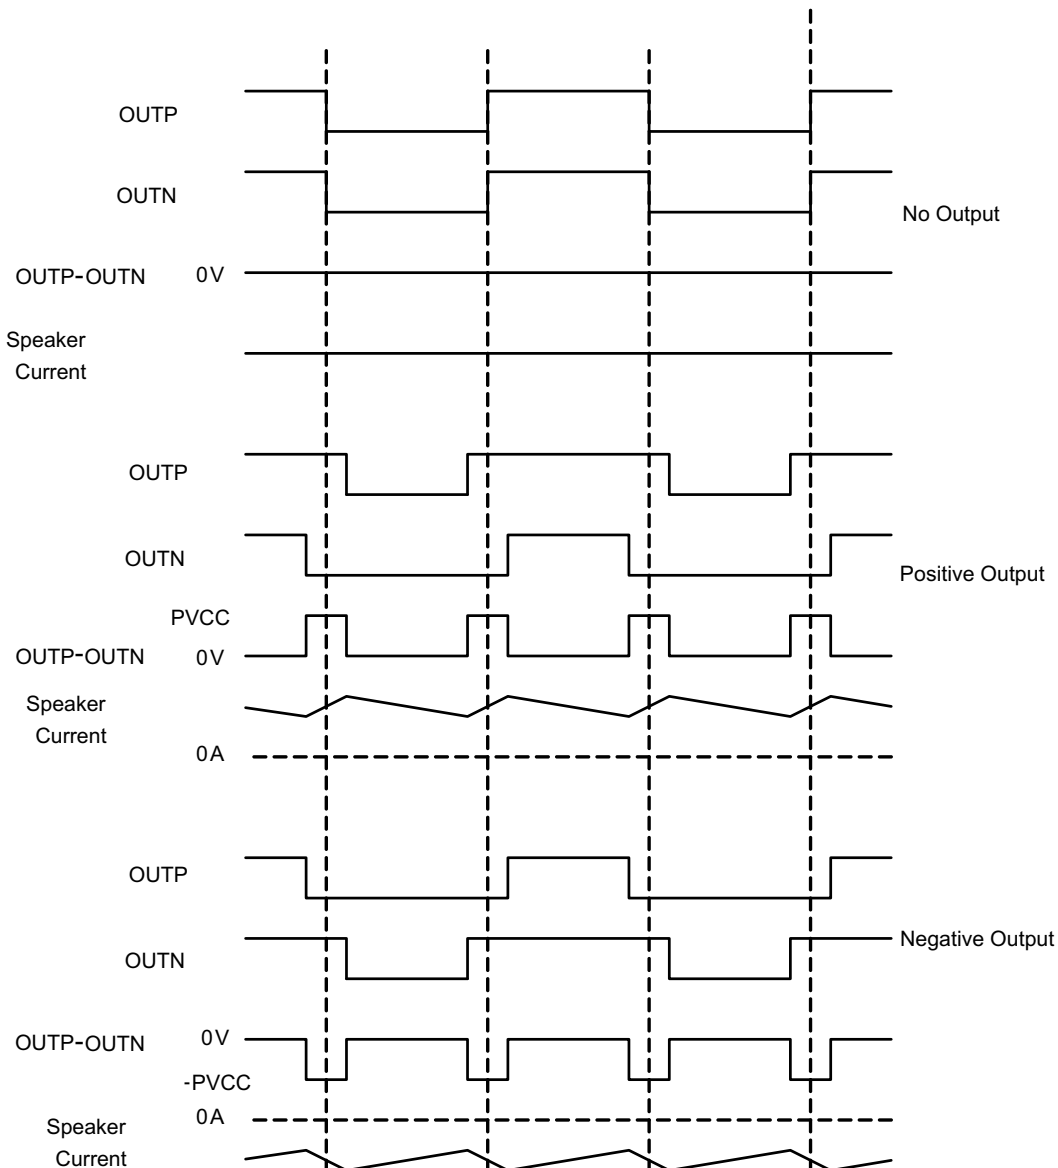 OUTP
OUTN
No Output
OUTP-OUTN 0V
Speaker
Current
OUTP
OUTN
Positive Output
PVCC
OUTP-OUTN 0V
Speaker
Current
0A
OUTP
Negative Output
OUTN
OUTP-OUTN 0V
-PVCC
0A
Speaker
Current